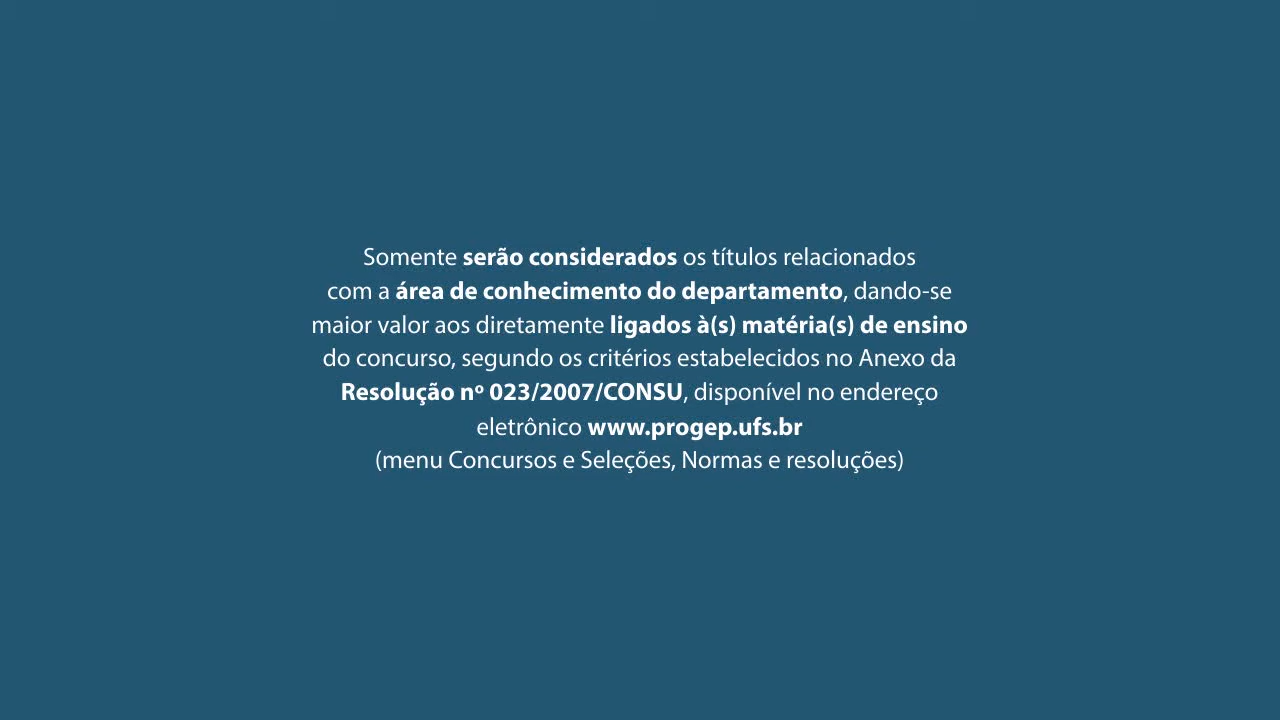 Somente serão considerados os títulos relacionados
com a área de conhecimento do departamento, dando-se
maior valor aos diretamente ligados à(s) matéria(s) de ensino
do concurso, segundo os critérios estabelecidos no Anexo da
Resolução nº 023/2007/CONSU, disponível no endereço
eletrônico www.progep.ufs.br
(menu Concursos e Seleções, Normas e resoluções)